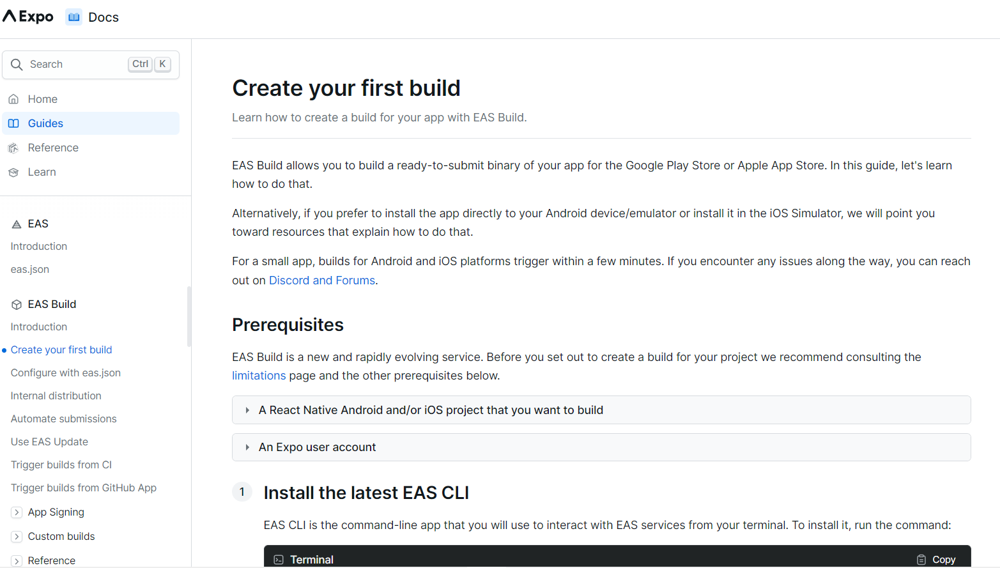 Expo Docs
Search Ctrl K
Home
Guides
Reference
Learn
EAS
Introduction
eas.json
EAS Build
Introduction
Create your first build
Configure with eas.json
Internal distribution
Automate submissions
Use EAS Update
Trigger builds from CI
Trigger builds from GitHub App
App Signing
Custom builds
Reference
Create your first build
Learn how to create a build for your app with EAS Build.
EAS Build allows you to build a ready-to-submit binary of your app for the Google Play Store or Apple App Store. In this guide, let's learn
how to do that.
Alternatively, if you prefer to install the app directly to your Android device/emulator or install it in the iOS Simulator, we will point you
toward resources that explain how to do that.
For a small app, builds for Android and iOS platforms trigger within a few minutes. If you encounter any issues along the way, you can reach
out on Discord and Forums.
Prerequisites
EAS Build is a new and rapidly evolving service. Before you set out to create a build for your project we recommend consulting the
limitations page and the other prerequisites below.
A React Native Android and/or iOS project that you want to build
An Expo user account
1 Install the latest EAS CLI
EAS CLI is the command-line app that you will use to interact with EAS services from your terminal. To install it, run the command:
Terminal Copy